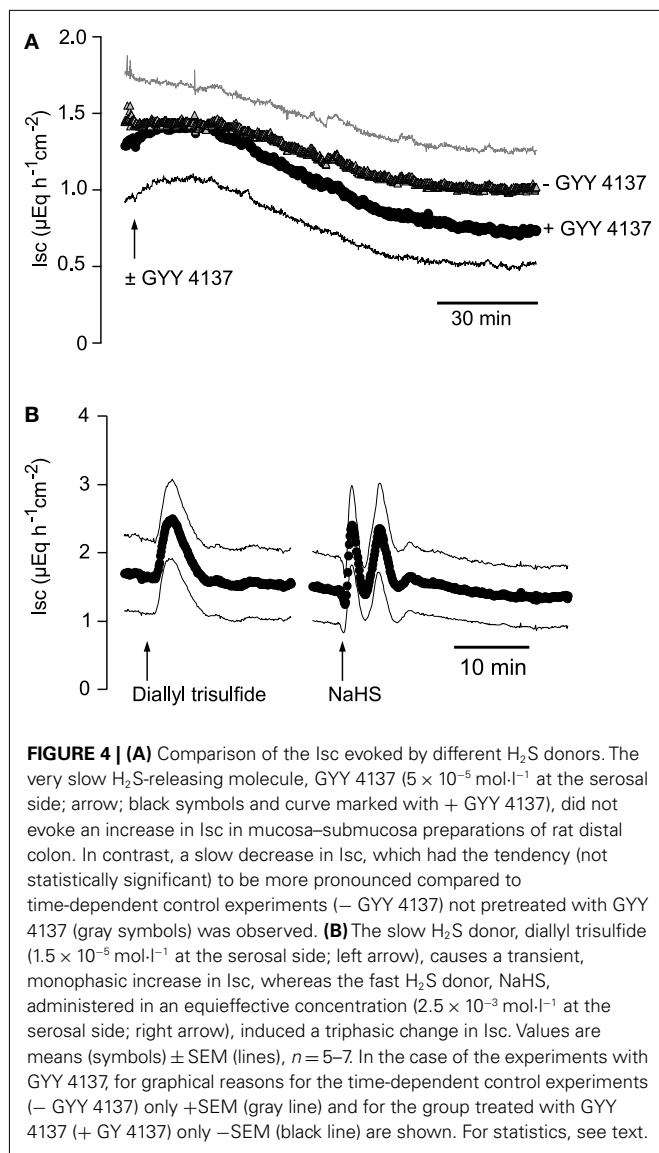 A
2.0
1.5
1.0
0.5
0
Isc (µEq h⁻¹cm⁻²)
- GYY 4137
+ GYY 4137
± GYY 4137
30 min
B
4
3
2
1
0
Isc (µEq h⁻¹cm⁻²)
10 min
Diallyl trisulfide
NaHS
FIGURE 4 | (A) Comparison of the Isc evoked by different H₂S donors. The
very slow H₂S-releasing molecule, GYY 4137 (5 × 10⁻⁵ mol·l⁻¹ at the serosal
side; arrow; black symbols and curve marked with + GYY 4137), did not
evoke an increase in Isc in mucosa–submucosa preparations of rat distal
colon. In contrast, a slow decrease in Isc, which had the tendency (not
statistically significant) to be more pronounced compared to
time-dependent control experiments (− GYY 4137) not pretreated with GYY
4137 (gray symbols) was observed. (B) The slow H₂S donor, diallyl trisulfide
(1.5 × 10⁻⁵ mol·l⁻¹ at the serosal side; left arrow), causes a transient,
monophasic increase in Isc, whereas the fast H₂S donor, NaHS,
administered in an equieffective concentration (2.5 × 10⁻³ mol·l⁻¹ at the
serosal side; right arrow), induced a triphasic change in Isc. Values are
means (symbols) ± SEM (lines), n = 5–7. In the case of the experiments with
GYY 4137, for graphical reasons for the time-dependent control experiments
(− GYY 4137) only +SEM (gray line) and for the group treated with GYY
4137 (+ GY 4137) only −SEM (black line) are shown. For statistics, see text.